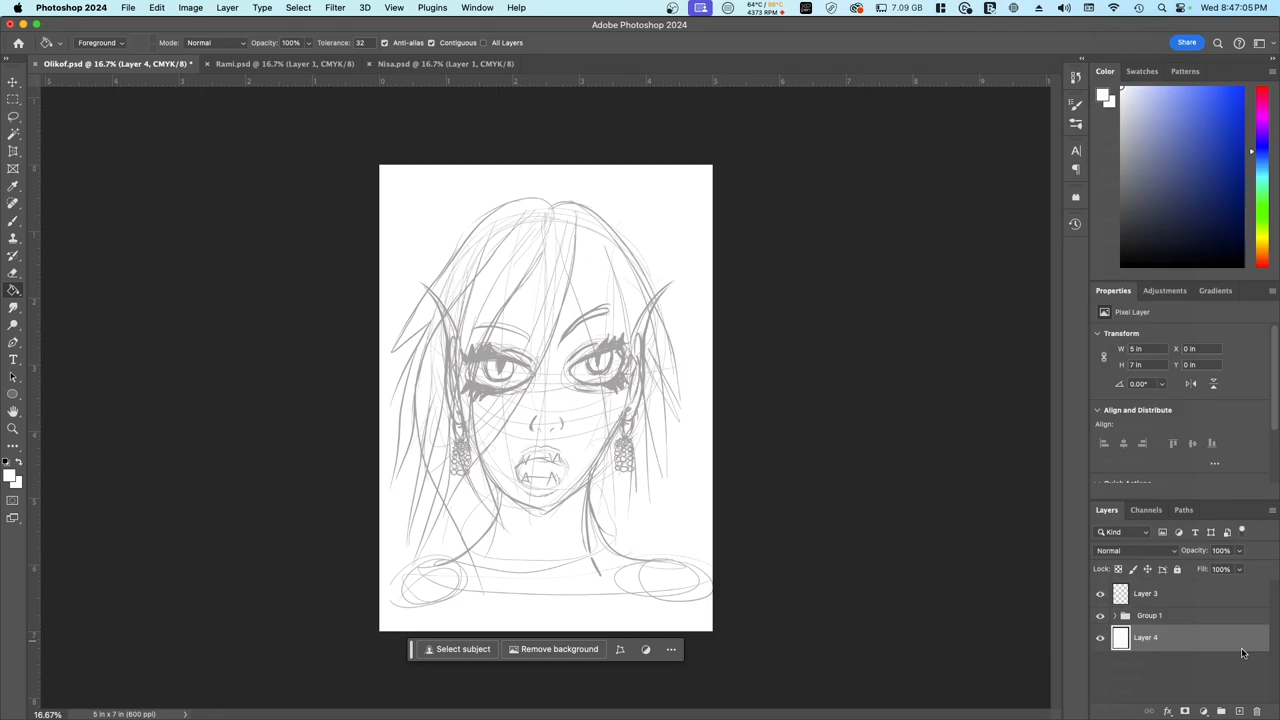 Photoshop 2024 File Edit Image Layer Type Select Filter 3D View Plugins Window Help 64°C / 98°C 4373 RPM 7.09 GB Wed 8:47:05 PM
Adobe Photoshop 2024
Foreground Mode: Normal Opacity: 100% Tolerance: 32 Anti-alias Contiguous All Layers Share
Olikof.psd @ 16.7% (Layer 4, CMYK/8) * Rami.psd @ 16.7% (Layer 1, CMYK/8) Nisa.psd @ 16.7% (Layer 1, CMYK/8)
Color Swatches Patterns
Properties Adjustments Gradients
Pixel Layer
Transform
W 5 in X 0 in
H 7 in Y 0 in
0.00°
Align and Distribute
Align:
Layers Channels Paths
Kind
Normal Opacity: 100%
Lock: Fill: 100%
Layer 3
Group 1
Layer 4
Select subject Remove background
16.67% 5 in x 7 in (600 ppi)